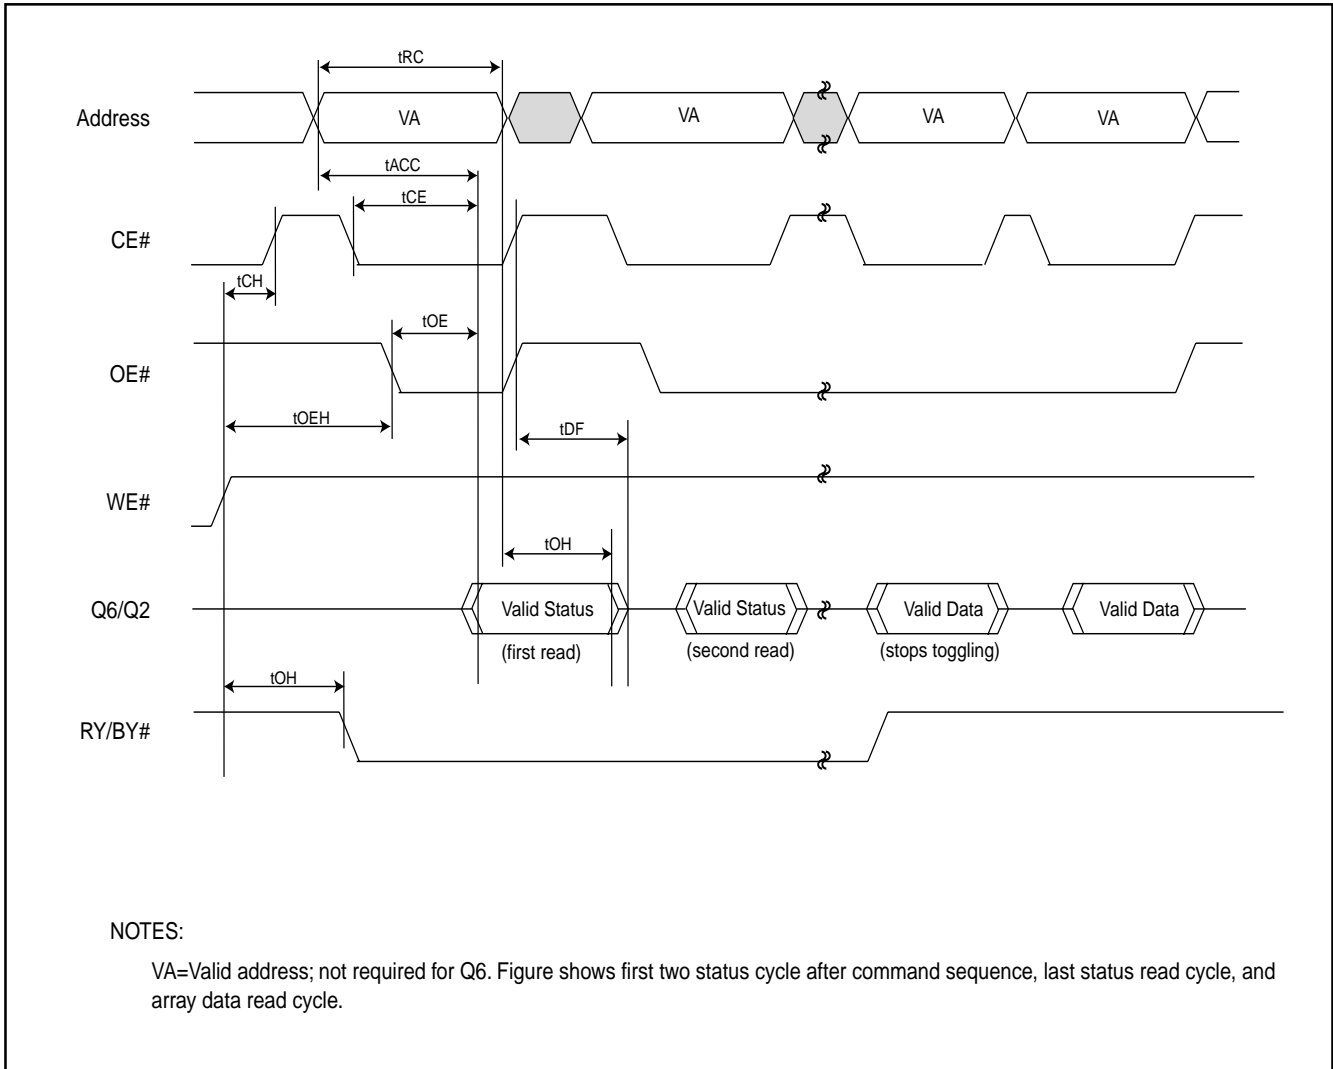 tRC
Address
VA
VA
VA
VA
tACC
tCE
CE#
tCH
tOE
OE#
tOEH
tDF
WE#
tOH
Q6/Q2
Valid Status
Valid Status
Valid Data
Valid Data
(first read)
(second read)
(stops toggling)
tOH
RY/BY#
NOTES:
VA=Valid address; not required for Q6. Figure shows first two status cycle after command sequence, last status read cycle, and
array data read cycle.